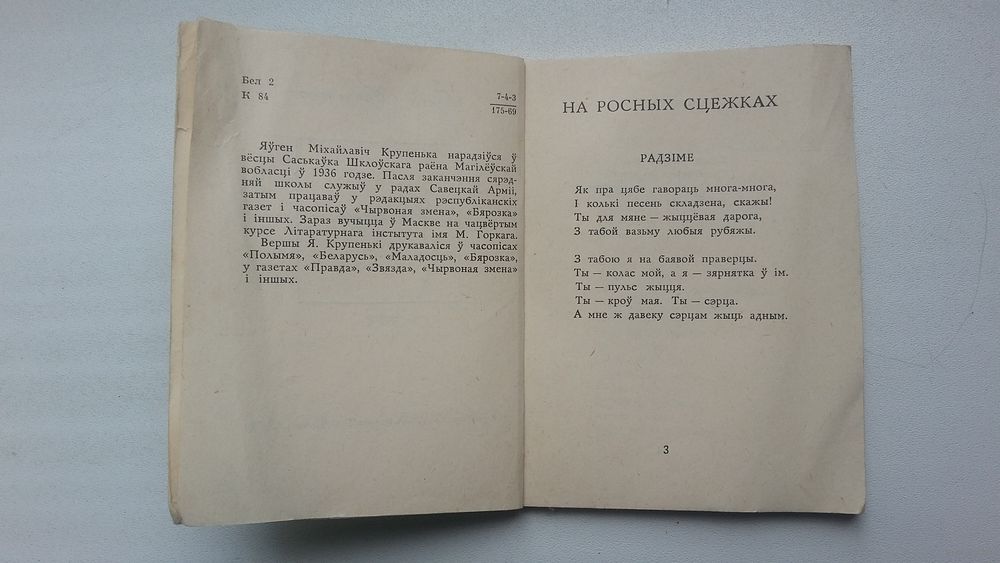 Бел 2
К 84
7-4-3
175-69
Яўген Міхайлавіч Крупенька нарадзіўся ў
вёсцы Саськаўка Шклоўскага раёна Магілёўскай
вобласці ў 1936 годзе. Пасля заканчэння сярэд-
няй школы служыў у радах Савецкай Арміі,
затым працаваў у рэдакцыях рэспубліканскіх
газет і часопісаў «Чырвоная змена», «Бярозка»
і іншых. Зараз вучыцца ў Маскве на чацвёртым
курсе Літаратурнага інстытута імя М. Горкага.
Вершы Я. Крупенькі друкаваліся ў часопісах
«Полымя», «Беларусь», «Маладосць», «Бярозка»,
у газетах «Правда», «Звязда», «Чырвоная змена»
і іншых.
НА РОСНЫХ СЦЕЖКАХ
РАДЗІМЕ
Як пра цябе гавораць многа-многа,
І колькі песень складзена, скажы!
Ты для мяне — жыццёвая дарога,
З табой вазьму любыя рубяжы.
З табою я на баявой праверцы.
Ты — колас мой, а я — зярнятка ў ім.
Ты — пульс жыцця.
Ты — кроў мая. Ты — сэрца.
А мне ж давеку сэрцам жыць адным.
3